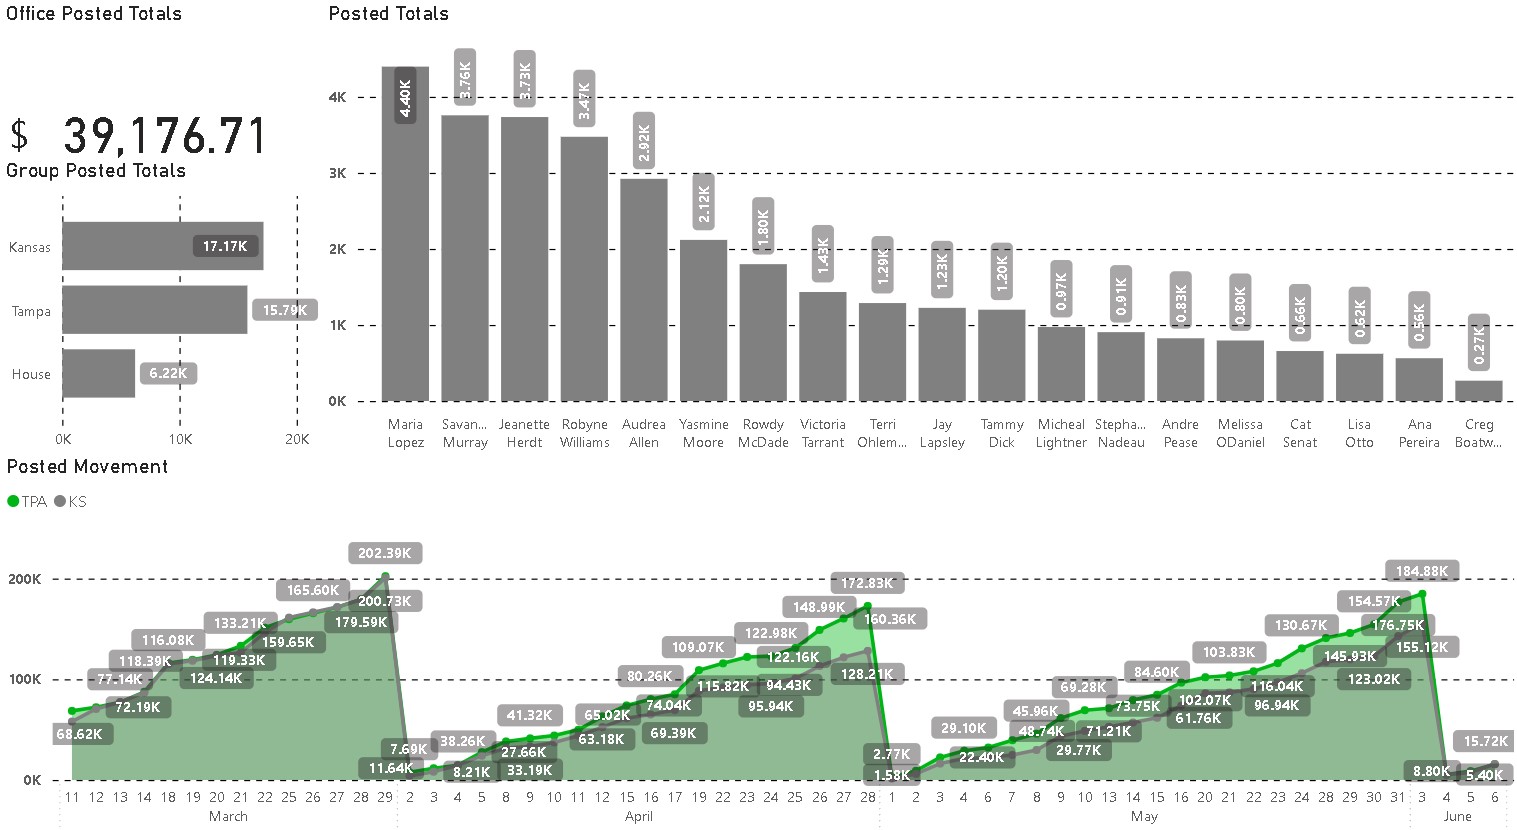 Office Posted Totals
$ 39,176.71
Group Posted Totals
Kansas
17.17K
Tampa
15.79K
House
6.22K
0K 10K 20K
Posted Totals
4K
3K
2K
1K
0K
4.40K 3.76K 3.73K 3.47K 2.92K 2.12K 1.80K 1.43K 1.29K 1.23K 1.20K 0.97K 0.91K 0.83K 0.80K 0.66K 0.62K 0.56K 0.27K
Maria Savan... Jeanette Robyne Audrea Yasmine Rowdy Victoria Terri Jay Tammy Micheal Stepha... Andre Melissa Cat Lisa Ana Creg
Lopez Murray Herdt Williams Allen Moore McDade Tarrant Ohlem... Lapsley Dick Lightner Nadeau Pease ODaniel Senat Otto Pereira Boatw...
Posted Movement
TPA KS
200K
100K
0K
68.62K
77.14K
72.19K
118.39K
116.08K
124.14K
119.33K
133.21K
159.65K
165.60K
179.59K
200.73K
202.39K
11.64K
7.69K
38.26K
8.21K
27.66K
33.19K
41.32K
63.18K
65.02K
80.26K
74.04K
69.39K
109.07K
115.82K
122.98K
95.94K
94.43K
122.16K
148.99K
172.83K
160.36K
128.21K
2.77K
1.58K
29.10K
22.40K
45.96K
48.74K
29.77K
69.28K
71.21K
73.75K
84.60K
61.76K
102.07K
103.83K
96.94K
116.04K
130.67K
145.93K
123.02K
154.57K
176.75K
184.88K
155.12K
8.80K
5.40K
15.72K
11 12 13 14 18 19 20 21 22 25 26 27 28 29 2 3 4 5 8 9 10 11 12 15 16 17 19 22 23 24 25 26 27 28 1 2 3 4 6 7 8 9 10 13 14 15 16 20 21 22 23 24 28 29 30 31 3 4 5 6
March April May June